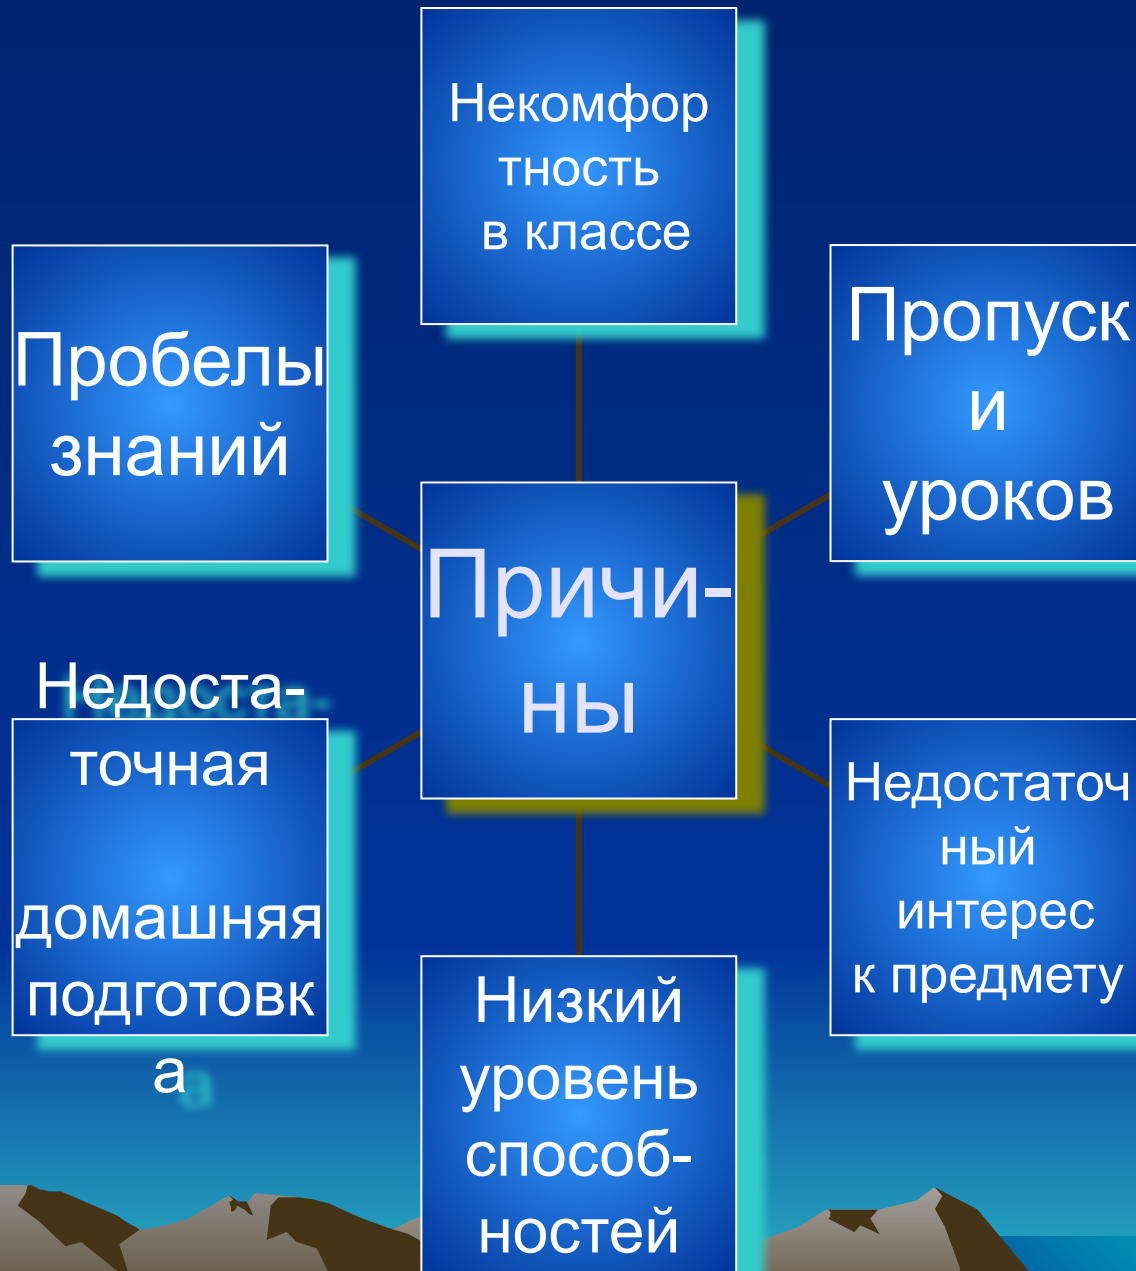 Некомфор
тность
в классе
Пробелы
знаний
Пропуск
и
уроков
Причи-
ны
Недоста-
точная
домашняя
подготовк
а
Недостаточ
ный
интерес
к предмету
Низкий
уровень
способ-
ностей